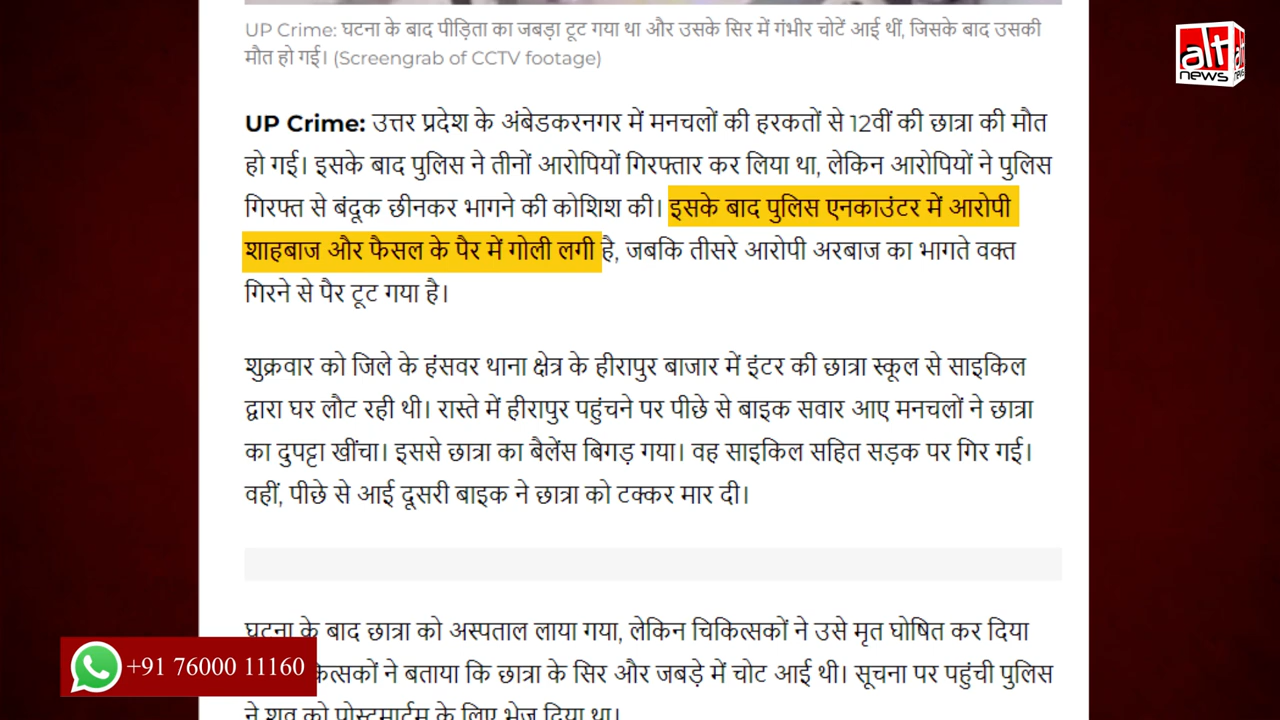 UP Crime: घटना के बाद पीड़िता का जबड़ा टूट गया था और उसके सिर में गंभीर चोटें आई थीं, जिसके बाद उसकी
मौत हो गई। (Screengrab of CCTV footage)
alt
news
UP Crime: उत्तर प्रदेश के अंबेडकरनगर में मनचलों की हरकतों से 12वीं की छात्रा की मौत
हो गई। इसके बाद पुलिस ने तीनों आरोपियों गिरफ्तार कर लिया था, लेकिन आरोपियों ने पुलिस
गिरफ्त से बंदूक छीनकर भागने की कोशिश की। इसके बाद पुलिस एनकाउंटर में आरोपी
शाहबाज और फैसल के पैर में गोली लगी है, जबकि तीसरे आरोपी अरबाज का भागते वक्त
गिरने से पैर टूट गया है।
शुक्रवार को जिले के हंसवर थाना क्षेत्र के हीरापुर बाजार में इंटर की छात्रा स्कूल से साइकिल
द्वारा घर लौट रही थी। रास्ते में हीरापुर पहुंचने पर पीछे से बाइक सवार आए मनचलों ने छात्रा
का दुपट्टा खींचा। इससे छात्रा का बैलेंस बिगड़ गया। वह साइकिल सहित सड़क पर गिर गई।
वहीं, पीछे से आई दूसरी बाइक ने छात्रा को टक्कर मार दी।
घटना के बाद छात्रा को अस्पताल लाया गया, लेकिन चिकित्सकों ने उसे मृत घोषित कर दिया
ने बताया कि छात्रा के सिर और जबड़े में चोट आई थी। सूचना पर पहुंची पुलिस
ने शव को पोस्टमार्टम के लिए भेज दिया था।
+91 76000 11160